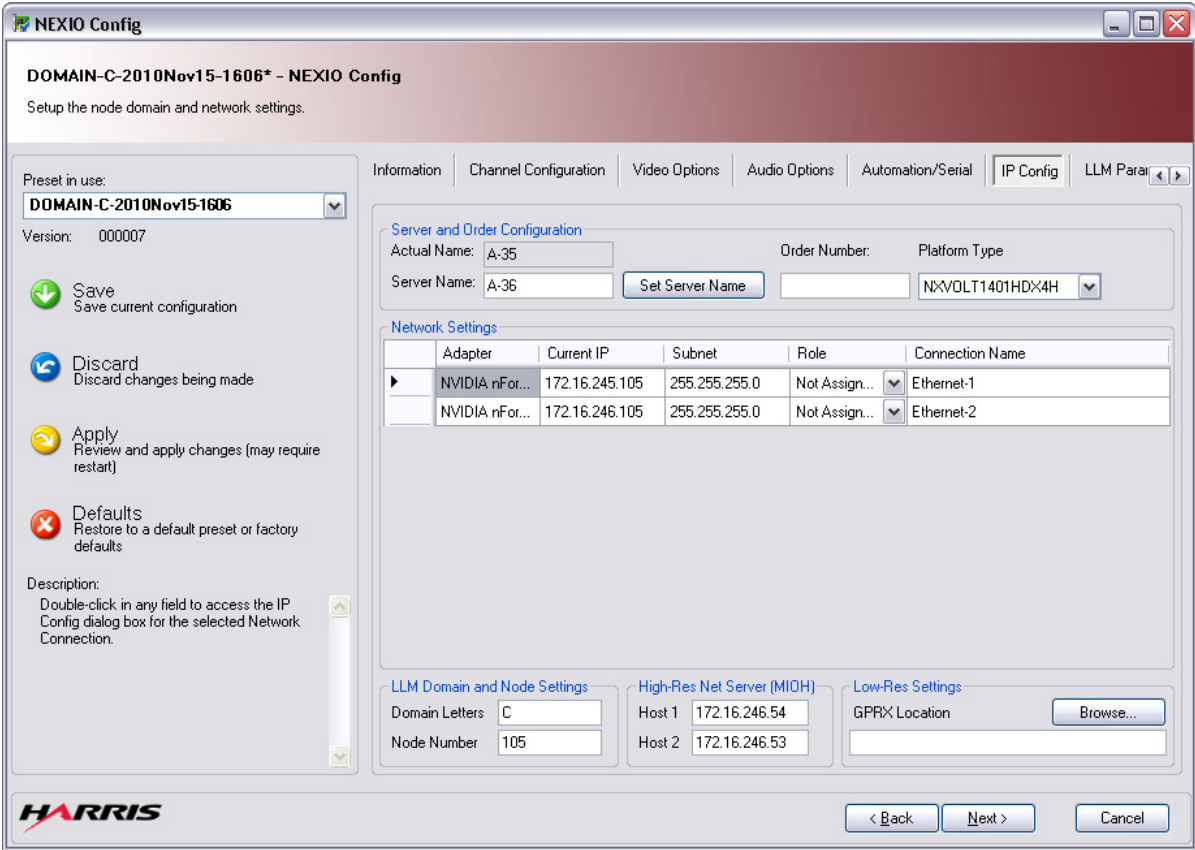 NEXIO Config
DOMAIN-C-2010Nov15-1606* - NEXIO Config
Setup the node domain and network settings.
Preset in use:
DOMAIN-C-2010Nov15-1606
Version: 000007
Save
Save current configuration
Discard
Discard changes being made
Apply
Review and apply changes (may require
restart)
Defaults
Restore to a default preset or factory
defaults
Description:
Double-click in any field to access the IP
Config dialog box for the selected Network
Connection.
Information Channel Configuration Video Options Audio Options Automation/Serial IP Config LLM Parar
Server and Order Configuration
Actual Name: A-35 Order Number: Platform Type
Server Name: A-36 Set Server Name NXVOLT1401HDX4H
Network Settings
Adapter Current IP Subnet Role Connection Name
NVIDIA nFor... 172.16.245.105 255.255.255.0 Not Assign... Ethernet-1
NVIDIA nFor... 172.16.246.105 255.255.255.0 Not Assign... Ethernet-2
LLM Domain and Node Settings High-Res Net Server (MIOH) Low-Res Settings
Domain Letters C Host 1 172.16.246.54 GPRX Location Browse...
Node Number 105 Host 2 172.16.246.53
HARRIS
< Back Next > Cancel